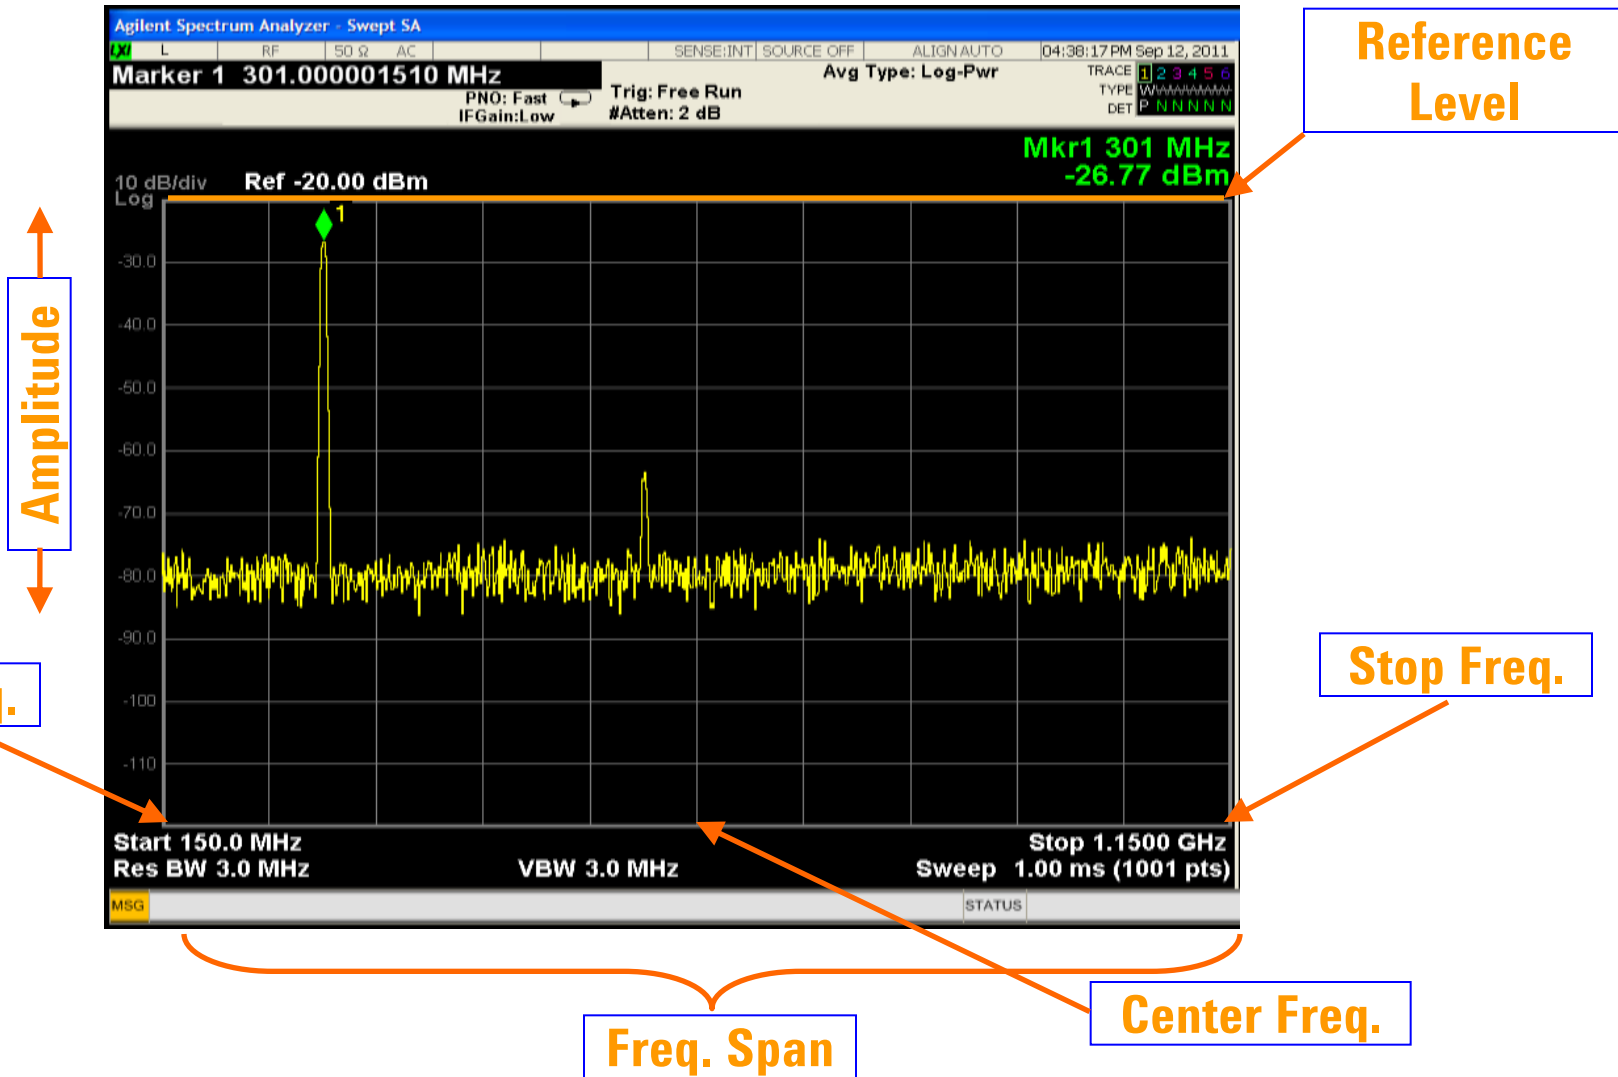 Agilent Spectrum Analyzer - Swept SA
LXI L RF 50 Ω AC SENSE:INT SOURCE OFF ALIGN AUTO 04:38:17 PM Sep 12, 2011
Marker 1 301.000001510 MHz
PNO: Fast
IFGain:Low
Trig: Free Run
#Atten: 2 dB
Avg Type: Log-Pwr
TRACE 1 2 3 4 5 6
TYPE W
DET P N N N N N
Mkr1 301 MHz
-26.77 dBm
10 dB/div Ref -20.00 dBm
Log
1
-30.0
-40.0
-50.0
-60.0
-70.0
-80.0
-90.0
-100
-110
Start 150.0 MHz Stop 1.1500 GHz
Res BW 3.0 MHz VBW 3.0 MHz Sweep 1.00 ms (1001 pts)
MSG STATUS
Reference
Level
Amplitude
Stop Freq.
Center Freq.
Freq. Span